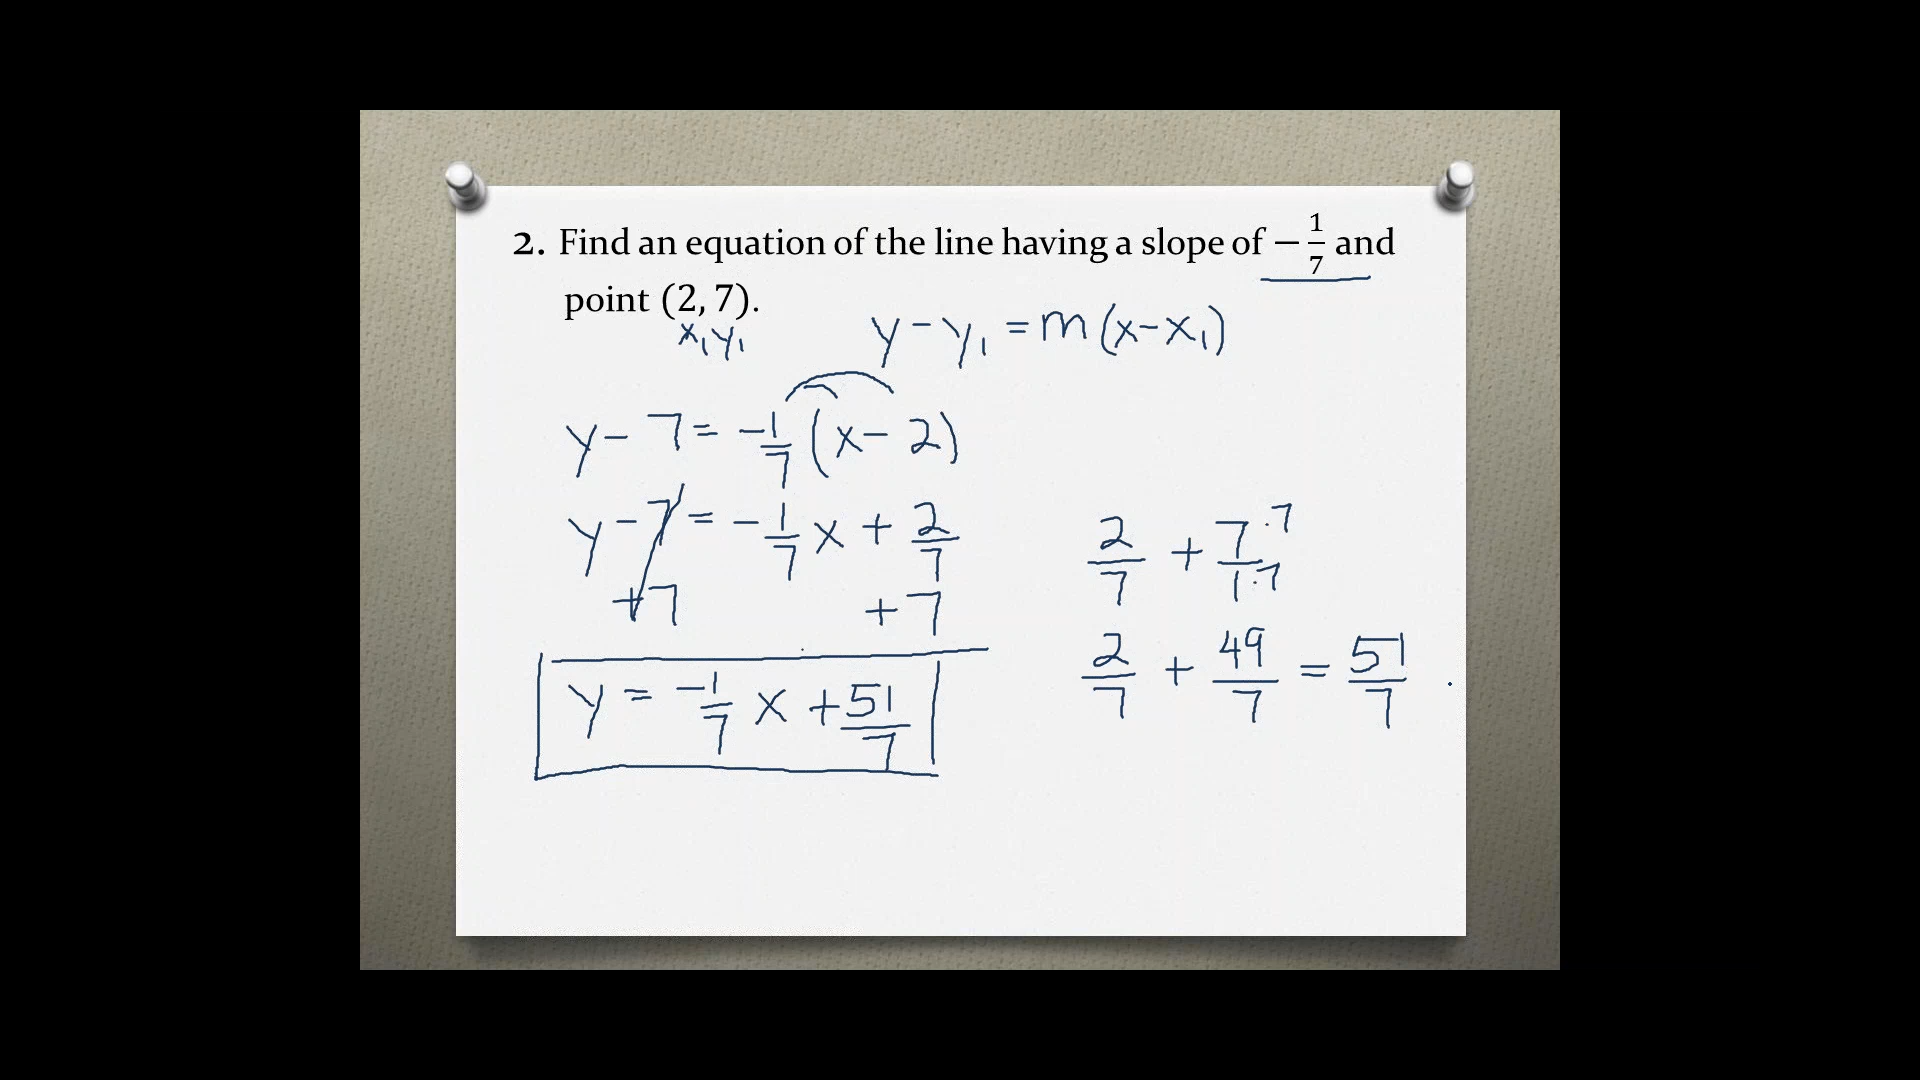 2. Find an equation of the line having a slope of −1/7 and
point (2, 7).
x₁ y₁
y − y₁ = m(x − x₁)
y − 7 = −1/7 (x − 2)
y − 7 = −1/7 x + 2/7
+7 +7
y = −1/7 x + 51/7
2/7 + 7·7/1·7
2/7 + 49/7 = 51/7 .